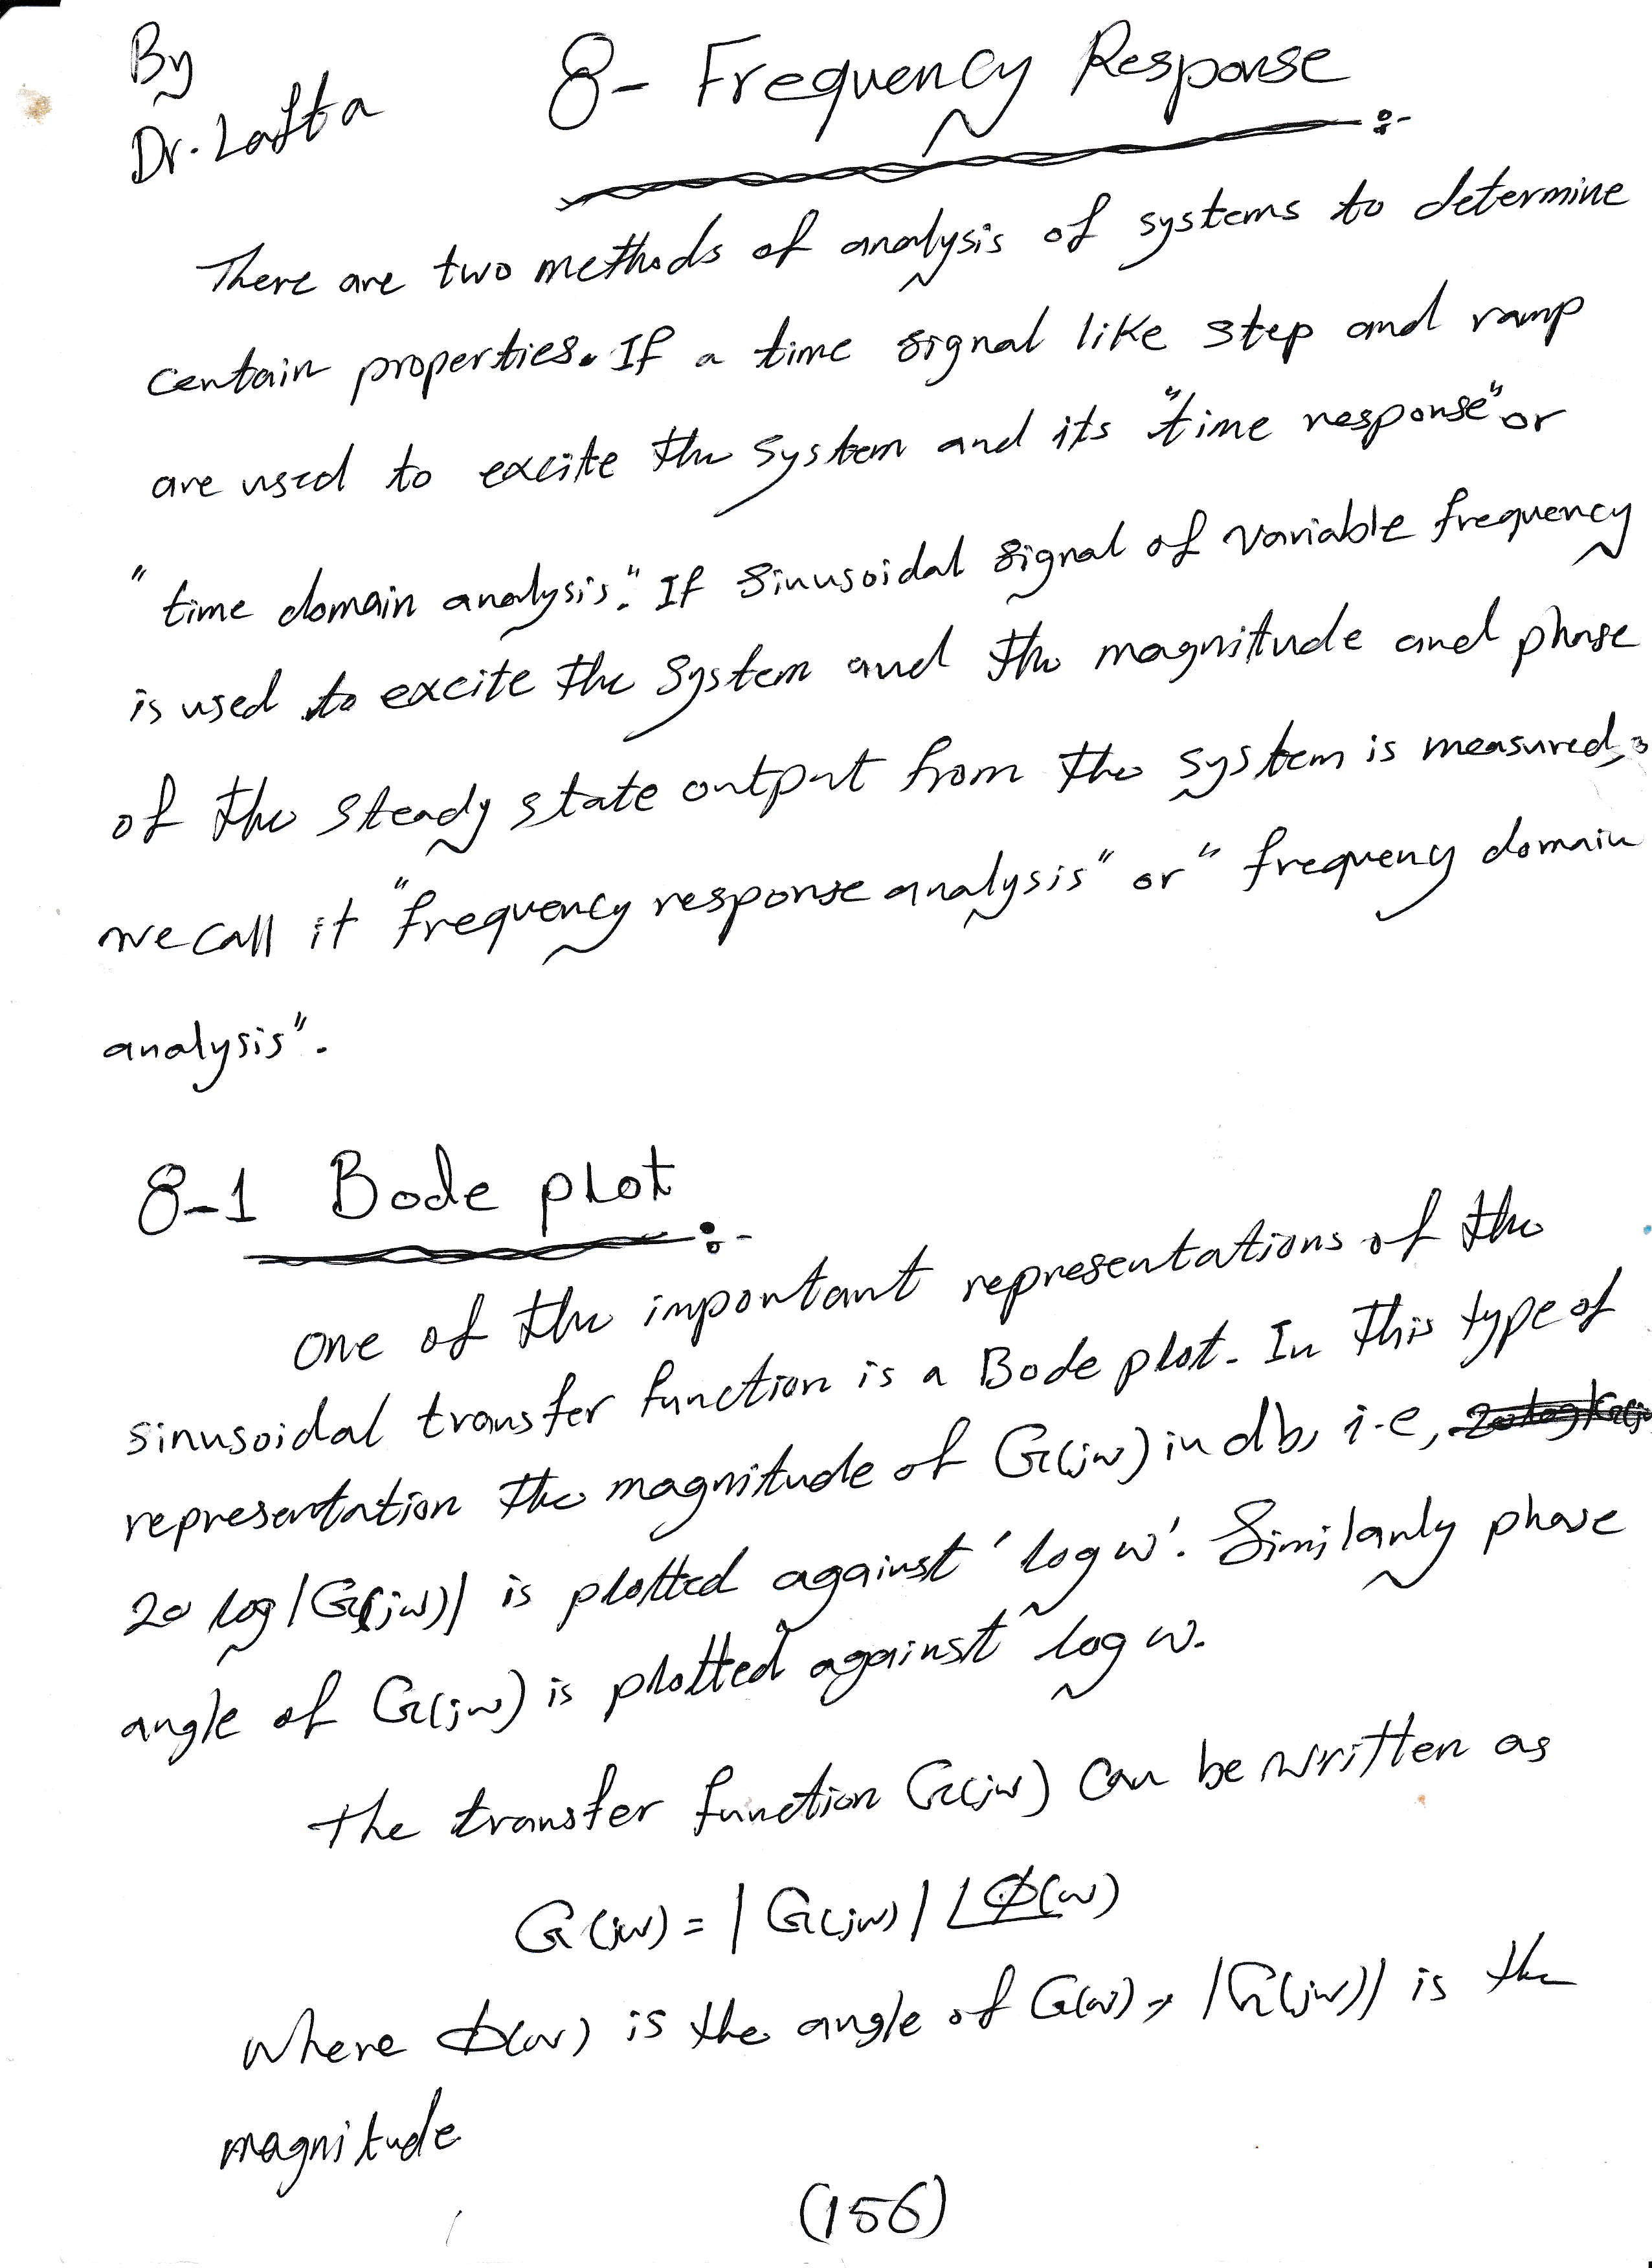 By
Dr. Lafta
8- Frequency Response :-
There are two methods of analysis of systems to determine
certain properties. If a time signal like step and ramp
are used to excite the system and its "time response" or
"time domain analysis". If sinusoidal signal of variable frequency
is used to excite the system and the magnitude and phase
of the steady state output from the system is measured,
we call it "frequency response analysis" or "frequency domain
analysis".
8-1 Bode plot :-
One of the important representations of the
sinusoidal transfer function is a Bode plot. In this type of
representation the magnitude of G(jω) in db, i.e,
20 log |G(jω)| is plotted against 'log ω'. Similarly phase
angle of G(jω) is plotted against log ω.
The transfer function G(jω) can be written as
G(jω) = |G(jω)| ∠Φ(ω)
where Φ(ω) is the angle of G(ω), |G(jω)| is the
magnitude
(156)